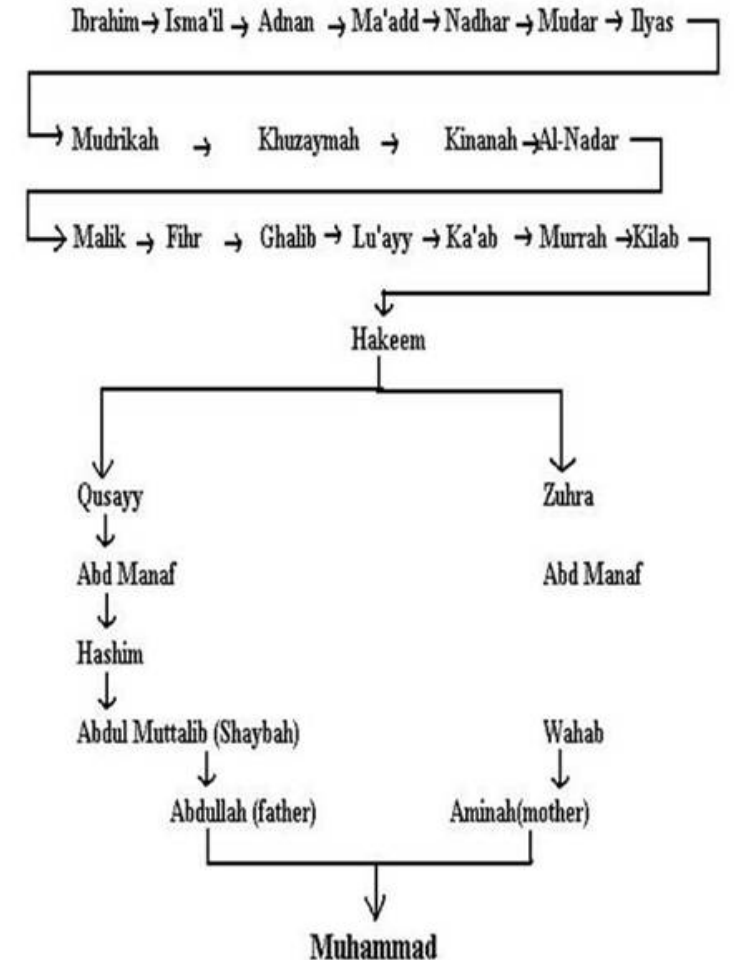 Ibrahim → Isma'il → Adnan → Ma'add → Nadhar → Mudar → Ilyas
Mudrikah → Khuzaymah → Kinanah → Al-Nadar
Malik → Fihr → Ghalib → Lu'ayy → Ka'ab → Murrah → Kilab
Hakeem
Qusayy Zuhra
Abd Manaf Abd Manaf
Hashim
Abdul Muttalib (Shaybah) Wahab
Abdullah (father) Aminah(mother)
Muhammad